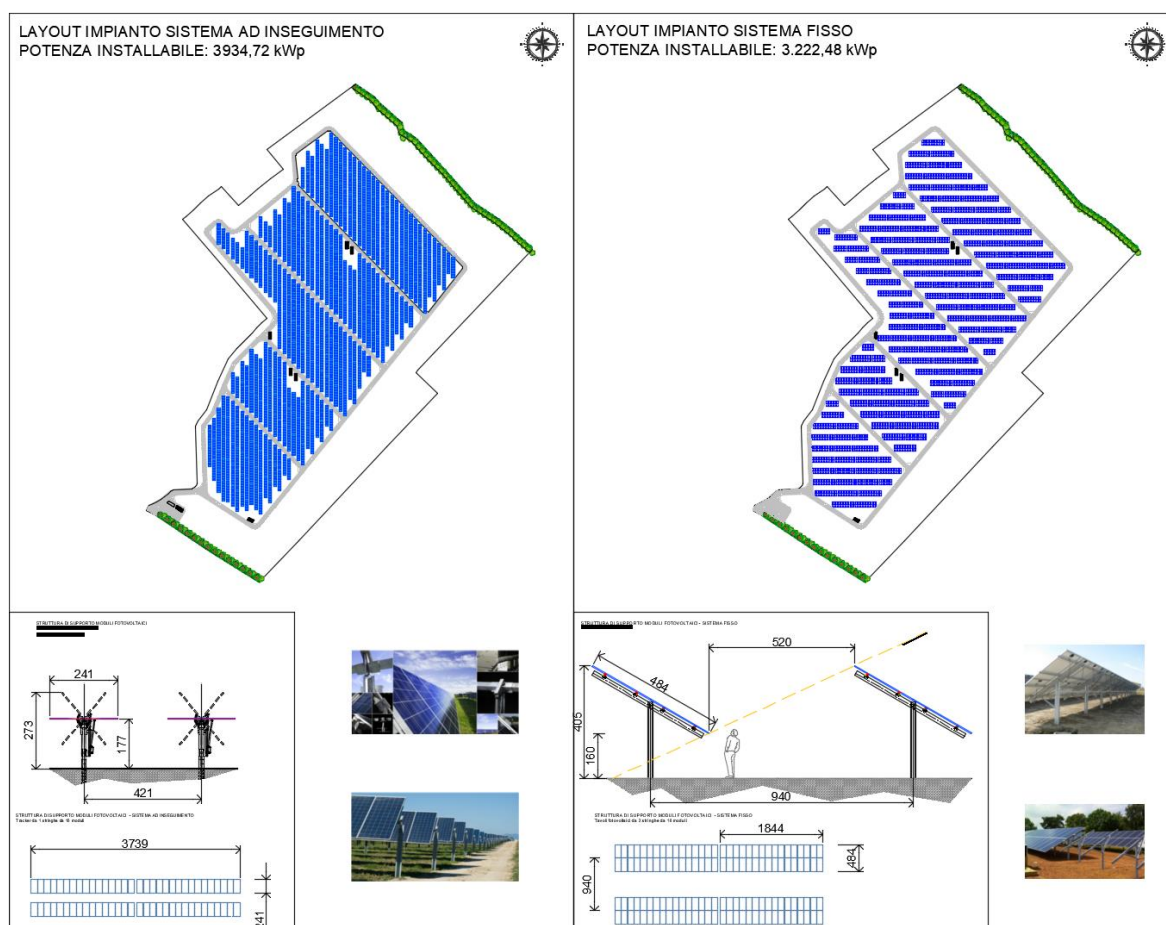 LAYOUT IMPIANTO SISTEMA AD INSEGUIMENTO
POTENZA INSTALLABILE: 3934,72 kWp
LAYOUT IMPIANTO SISTEMA FISSO
POTENZA INSTALLABILE: 3.222,48 kWp
STRUTTURA DI SUPPORTO MODULI FOTOVOLTAICI
241
273
177
421
STRUTTURA DI SUPPORTO MODULI FOTOVOLTAICI - SISTEMA AD INSEGUIMENTO
3739
241
STRUTTURA DI SUPPORTO MODULI FOTOVOLTAICI - SISTEMA FISSO
520
484
405
160
940
STRUTTURA DI SUPPORTO MODULI FOTOVOLTAICI - SISTEMA FISSO
1844
484
940